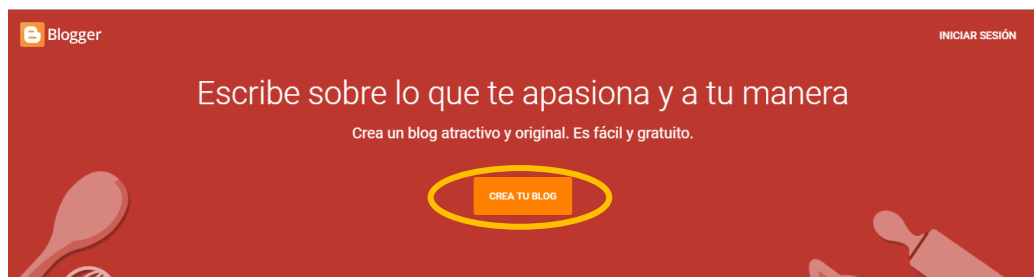 Blogger
INICIAR SESIÓN
Escribe sobre lo que te apasiona y a tu manera
Crea un blog atractivo y original. Es fácil y gratuito.
CREA TU BLOG